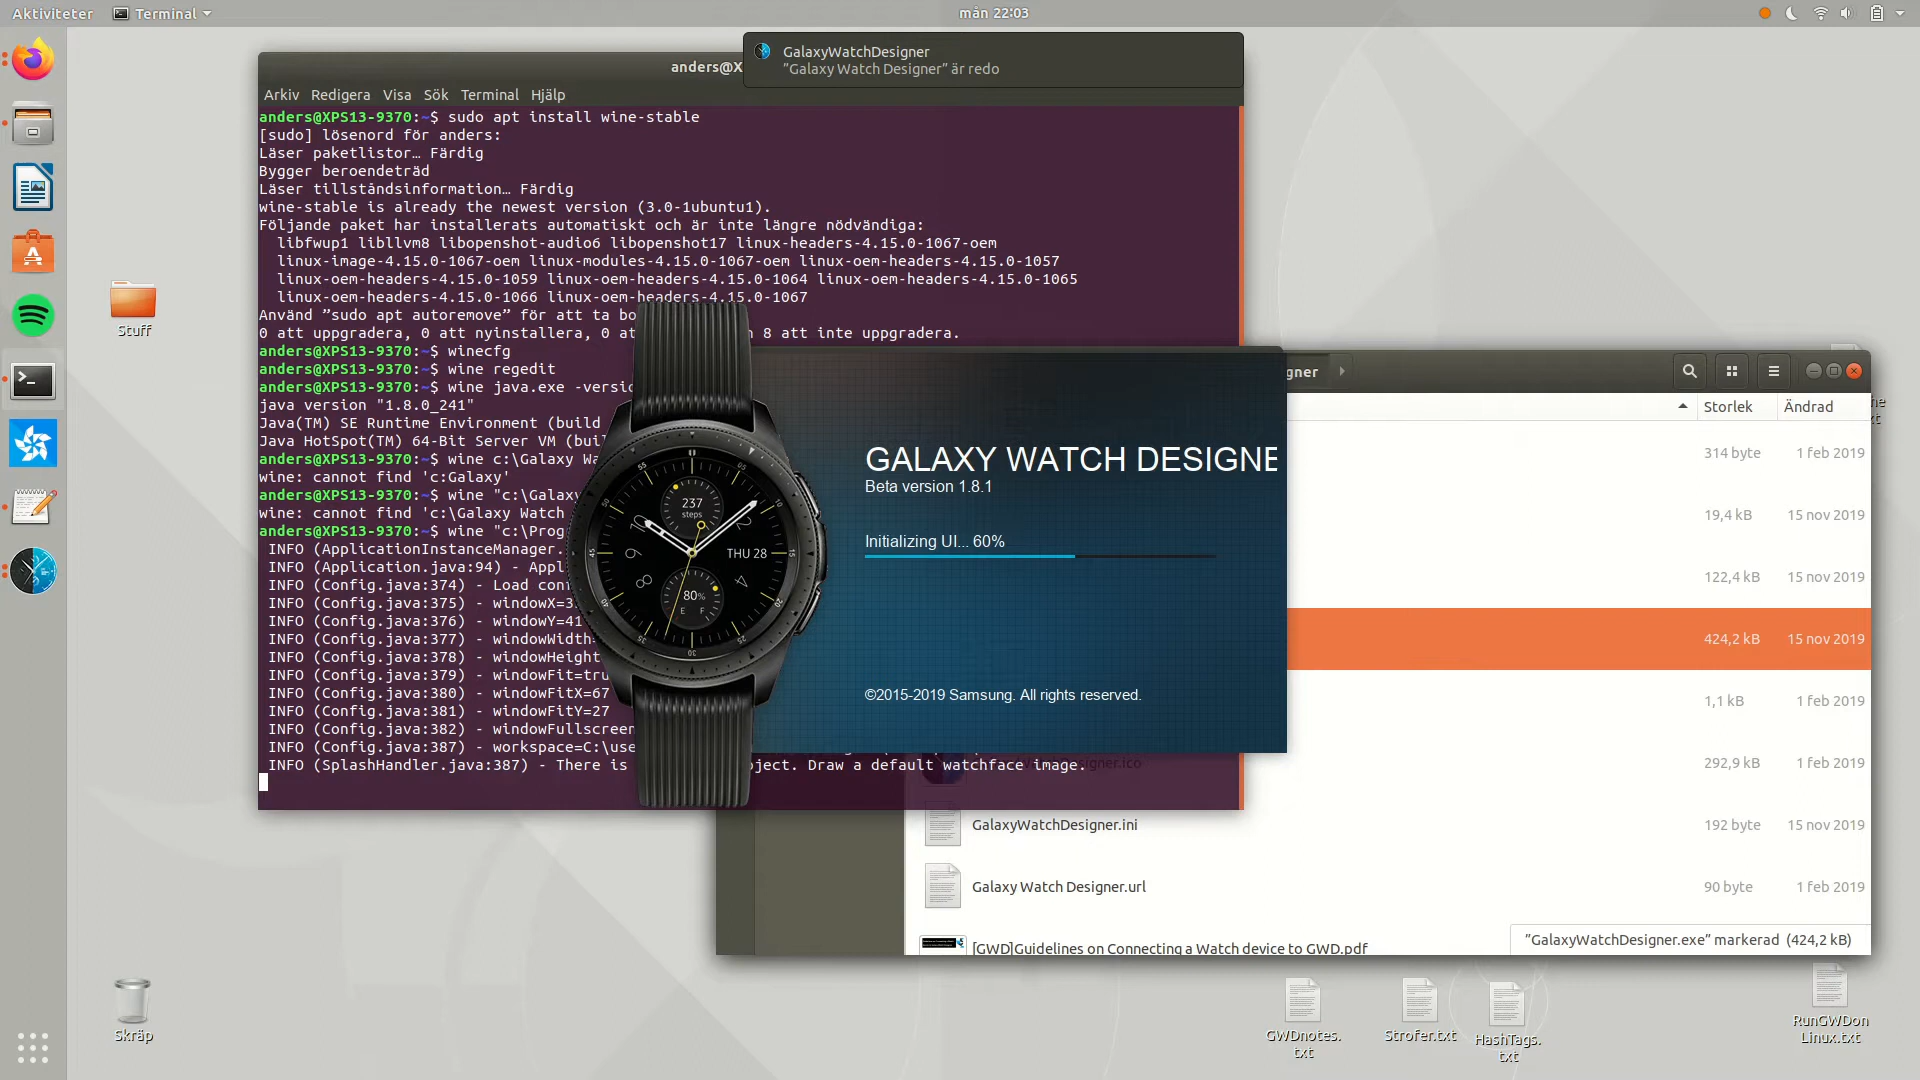 Aktiviteter
Terminal
mån 22:03
GalaxyWatchDesigner
"Galaxy Watch Designer" är redo
anders@X
Arkiv Redigera Visa Sök Terminal Hjälp
anders@XPS13-9370:~$ sudo apt install wine-stable
[sudo] lösenord för anders:
Läser paketlistor… Färdig
Bygger beroendeträd
Läser tillståndsinformation… Färdig
wine-stable is already the newest version (3.0-1ubuntu1).
Följande paket har installerats automatiskt och är inte längre nödvändiga:
libfwup1 libllvm8 libopenshot-audio6 libopenshot17 linux-headers-4.15.0-1067-oem
linux-image-4.15.0-1067-oem linux-modules-4.15.0-1067-oem linux-oem-headers-4.15.0-1057
linux-oem-headers-4.15.0-1059 linux-oem-headers-4.15.0-1064 linux-oem-headers-4.15.0-1065
linux-oem-headers-4.15.0-1066 linux-oem-headers-4.15.0-1067
Använd ”sudo apt autoremove” för att ta bo
0 att uppgradera, 0 att nyinstallera, 0 at n 8 att inte uppgradera.
anders@XPS13-9370:~$ winecfg
anders@XPS13-9370:~$ wine regedit
anders@XPS13-9370:~$ wine java.exe -versio
java version "1.8.0_241"
Java(TM) SE Runtime Environment (build
Java HotSpot(TM) 64-Bit Server VM (buil
anders@XPS13-9370:~$ wine c:\Galaxy Wa
wine: cannot find 'c:Galaxy'
anders@XPS13-9370:~$ wine "c:\Galaxy
wine: cannot find 'c:\Galaxy Watch
anders@XPS13-9370:~$ wine "c:\Prog
INFO (ApplicationInstanceManager.
INFO (Application.java:94) - Appl
INFO (Config.java:374) - Load con
INFO (Config.java:375) - windowX=3
INFO (Config.java:376) - windowY=41
INFO (Config.java:377) - windowWidth=
INFO (Config.java:378) - windowHeight
INFO (Config.java:379) - windowFit=tru
INFO (Config.java:380) - windowFitX=67
INFO (Config.java:381) - windowFitY=27
INFO (Config.java:382) - windowFullscreen
INFO (Config.java:387) - workspace=C:\use
INFO (SplashHandler.java:387) - There is oject. Draw a default watchface image.
237
steps
THU 28
80%
E F
10
2
4
8
9
GALAXY WATCH DESIGNE
Beta version 1.8.1
Initializing UI... 60%
©2015-2019 Samsung. All rights reserved.
gner
Storlek Ändrad
314 byte 1 feb 2019
19,4 kB 15 nov 2019
122,4 kB 15 nov 2019
424,2 kB 15 nov 2019
1,1 kB 1 feb 2019
292,9 kB 1 feb 2019
GalaxyWatchDesigner.ini 192 byte 15 nov 2019
Galaxy Watch Designer.url 90 byte 1 feb 2019
[GWD]Guidelines on Connecting a Watch device to GWD.pdf
"GalaxyWatchDesigner.exe" markerad (424,2 kB)
Stuff
Skräp
GWDnotes.
txt
Strofer.txt
HashTags.
txt
RunGWDon
Linux.txt